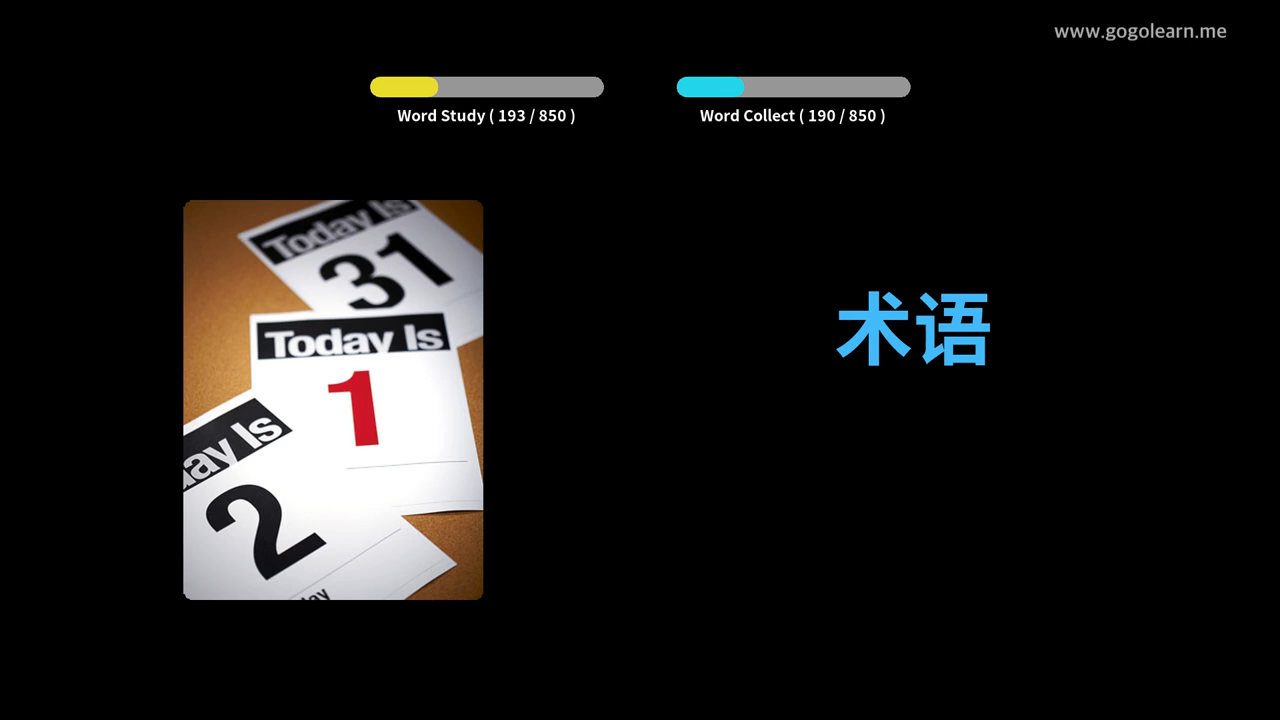 www.gogolearn.me
Word Study ( 193 / 850 )
Word Collect ( 190 / 850 )
Today Is
31
Today Is
1
术语
ay Is
2